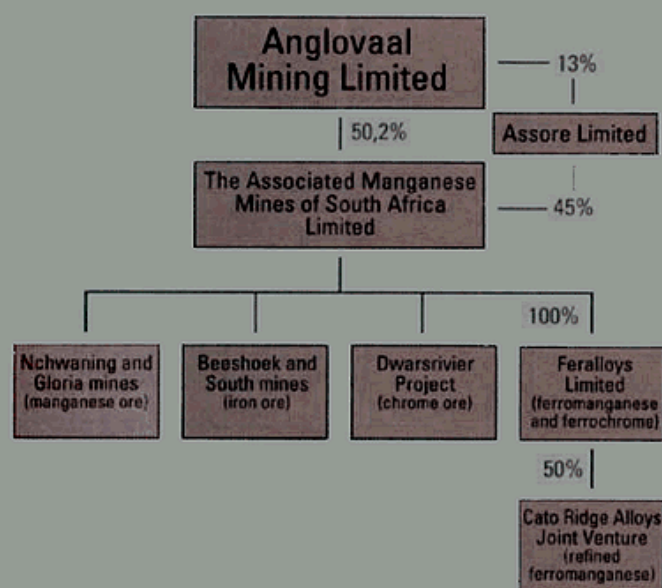 Anglovaal
Mining Limited
13%
50,2%
Assore Limited
The Associated Manganese
Mines of South Africa
Limited
45%
100%
Nchwaning and
Gloria mines
(manganese ore)
Beeshoek and
South mines
(iron ore)
Dwarsrivier
Project
(chrome ore)
Feralloys
Limited
(ferromanganese
and ferrochrome)
50%
Cato Ridge Alloys
Joint Venture
(refined
ferromanganese)